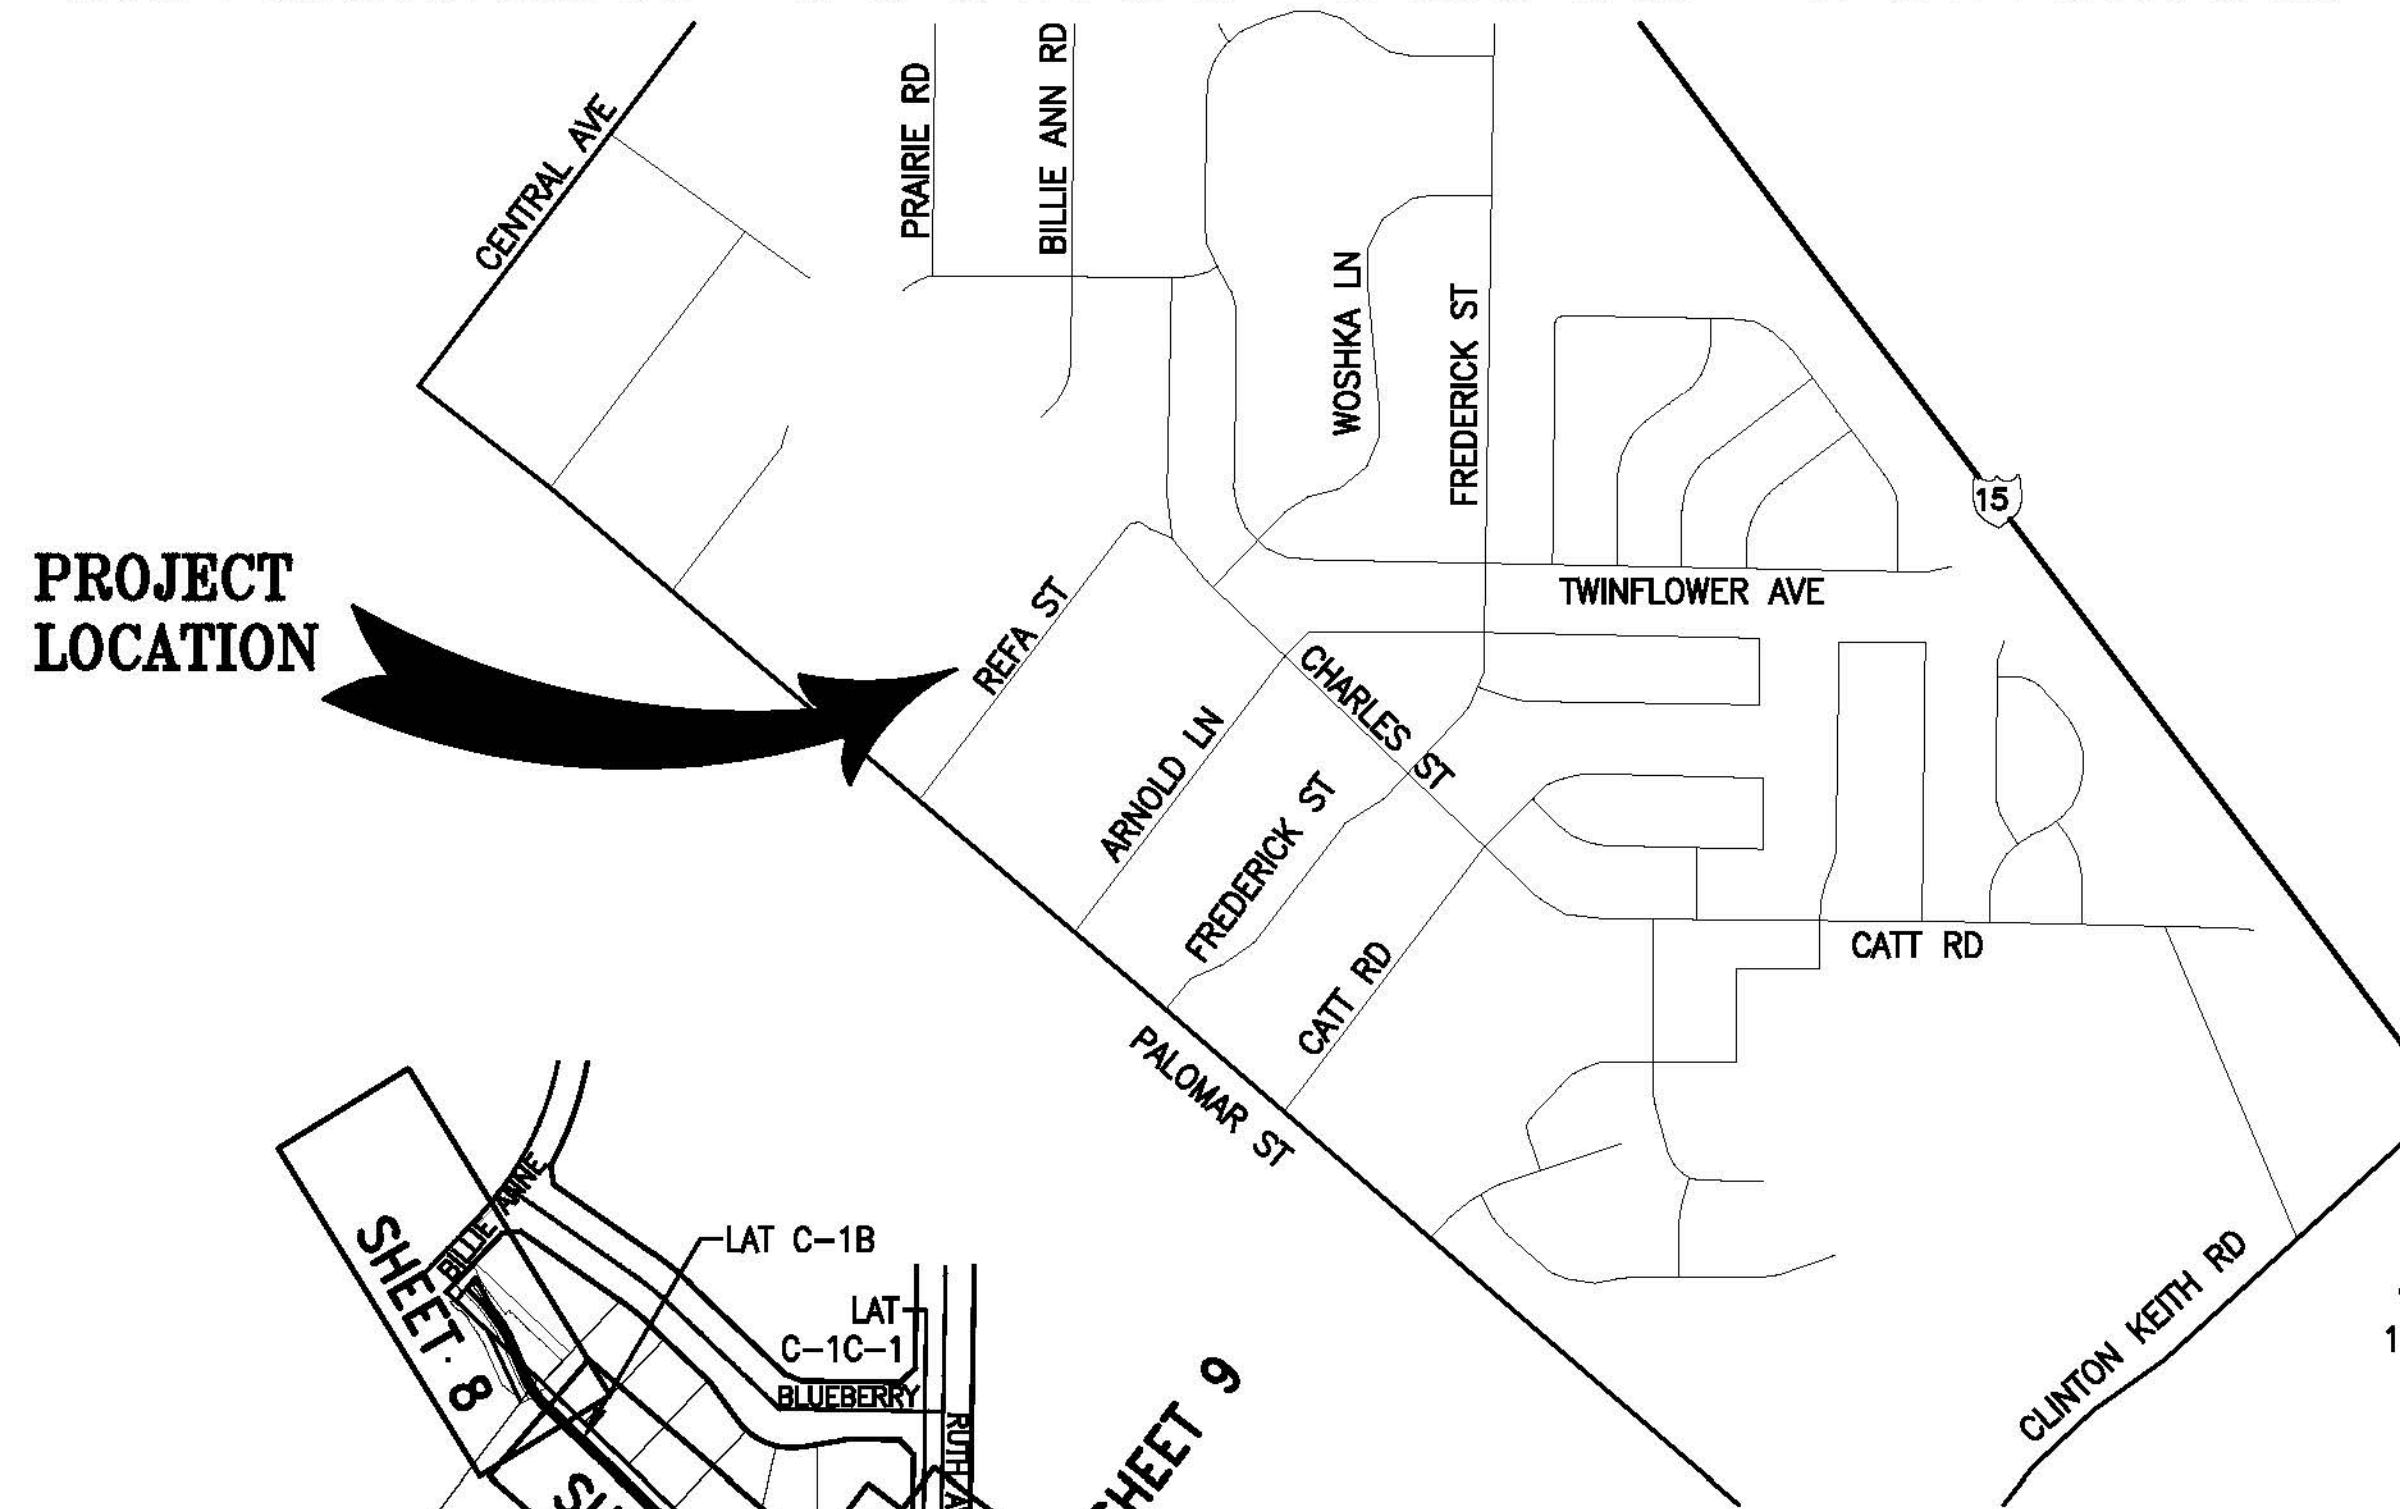 CENTRAL AVE
PRAIRIE RD
BILLIE ANN RD
WOSHKA LN
FREDERICK ST
15
PROJECT
LOCATION
REFA ST
TWINFLOWER AVE
ARNOLD LN
CHARLES ST
FREDERICK ST
CATT RD
CATT RD
PALOMAR ST
CLINTON KEITH RD
BILLIE ANNE
SHEET 8
LAT C-1B
LAT
C-1C-1
BLUEBERRY
RUTH
SHEET 9
1